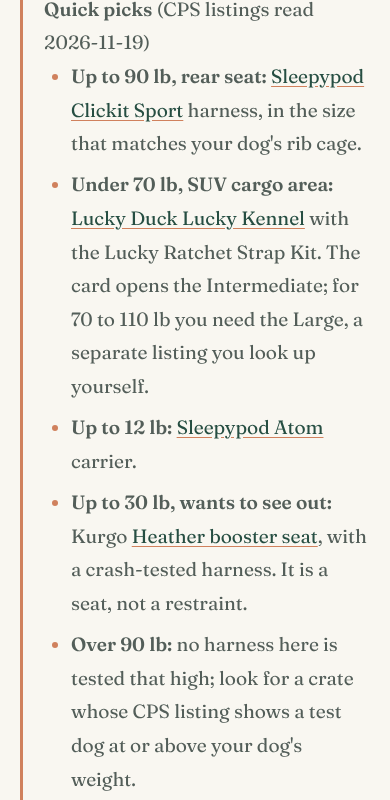 Quick picks (CPS listings read
2026-11-19)
• Up to 90 lb, rear seat: Sleepypod
Clickit Sport harness, in the size
that matches your dog's rib cage.
• Under 70 lb, SUV cargo area:
Lucky Duck Lucky Kennel with
the Lucky Ratchet Strap Kit. The
card opens the Intermediate; for
70 to 110 lb you need the Large, a
separate listing you look up
yourself.
• Up to 12 lb: Sleepypod Atom
carrier.
• Up to 30 lb, wants to see out:
Kurgo Heather booster seat, with
a crash-tested harness. It is a
seat, not a restraint.
• Over 90 lb: no harness here is
tested that high; look for a crate
whose CPS listing shows a test
dog at or above your dog's
weight.